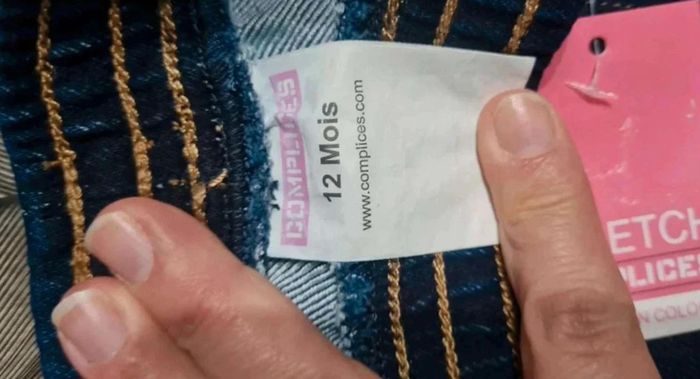 COMPLICES
12 Mois
www.complices.com
ETCH
PLICES
N COLO